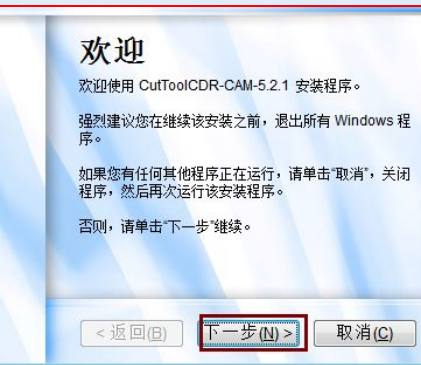 欢迎
欢迎使用 CutToolCDR-CAM-5.2.1 安装程序。
强烈建议您在继续该安装之前，退出所有 Windows 程
序。
如果您有任何其他程序正在运行，请单击“取消”，关闭
程序，然后再次运行该安装程序。
否则，请单击“下一步”继续。
< 返回(B) 下一步(N) > 取消(C)